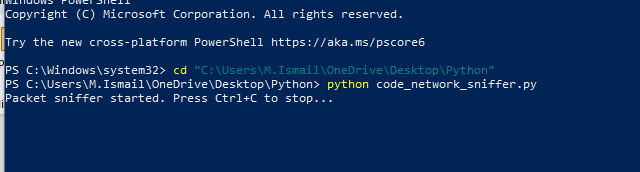 Windows PowerShell
Copyright (C) Microsoft Corporation. All rights reserved.
Try the new cross-platform PowerShell https://aka.ms/pscore6
PS C:\Windows\system32> cd "C:\Users\M.Ismail\OneDrive\Desktop\Python"
PS C:\Users\M.Ismail\OneDrive\Desktop\Python> python code_network_sniffer.py
Packet sniffer started. Press Ctrl+C to stop...